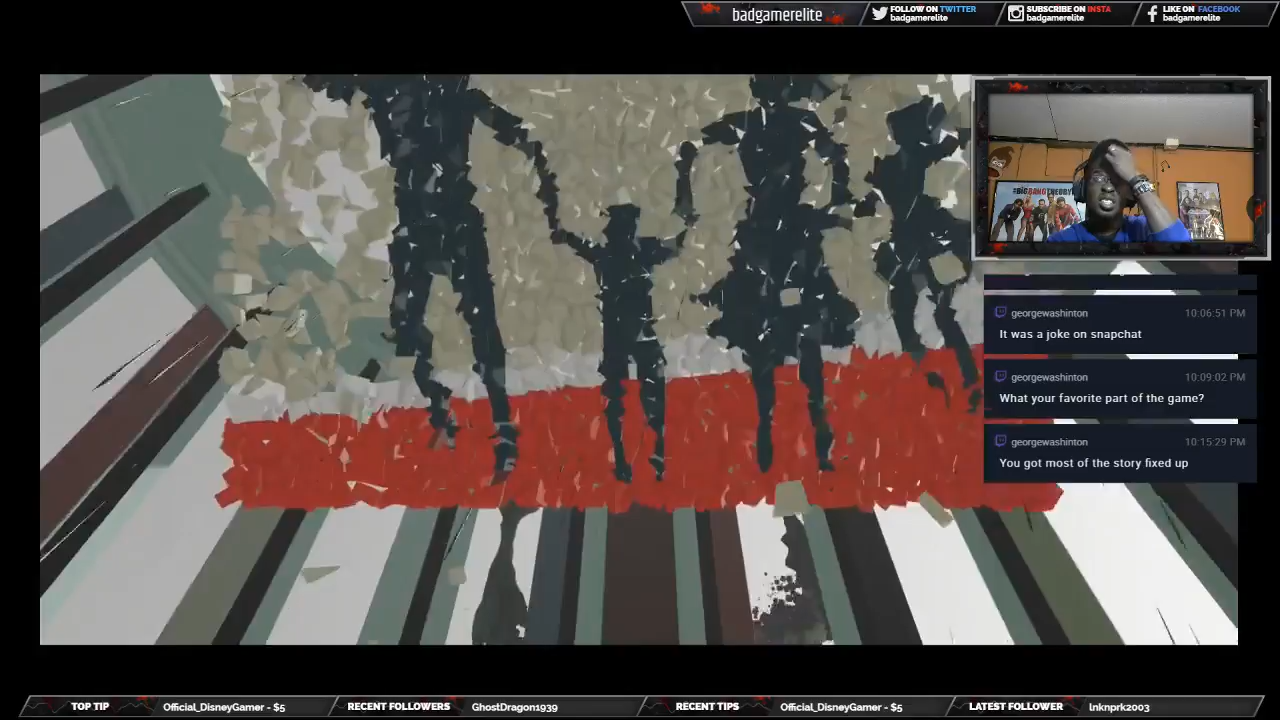 badgamerelite
FOLLOW ON TWITTER
badgamerelite
SUBSCRIBE ON INSTA
badgamerelite
LIKE ON FACEBOOK
badgamerelite
georgewashinton 10:06:51 PM
It was a joke on snapchat
georgewashinton 10:09:02 PM
What your favorite part of the game?
georgewashinton 10:15:29 PM
You got most of the story fixed up
TOP TIP Official_DisneyGamer - $5 RECENT FOLLOWERS GhostDragon1939 RECENT TIPS Official_DisneyGamer - $5 LATEST FOLLOWER lnknprk2003